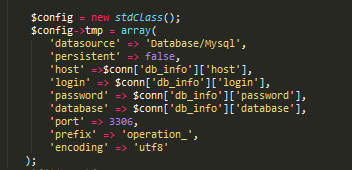 $config = new stdClass();
$config->tmp = array(
'datasource' => 'Database/Mysql',
'persistent' => false,
'host' =>$conn['db_info']['host'],
'login' => $conn['db_info']['login'],
'password' => $conn['db_info']['password'],
'database' => $conn['db_info']['database'],
'port' => 3306,
'prefix' => 'operation_',
'encoding' => 'utf8'
);